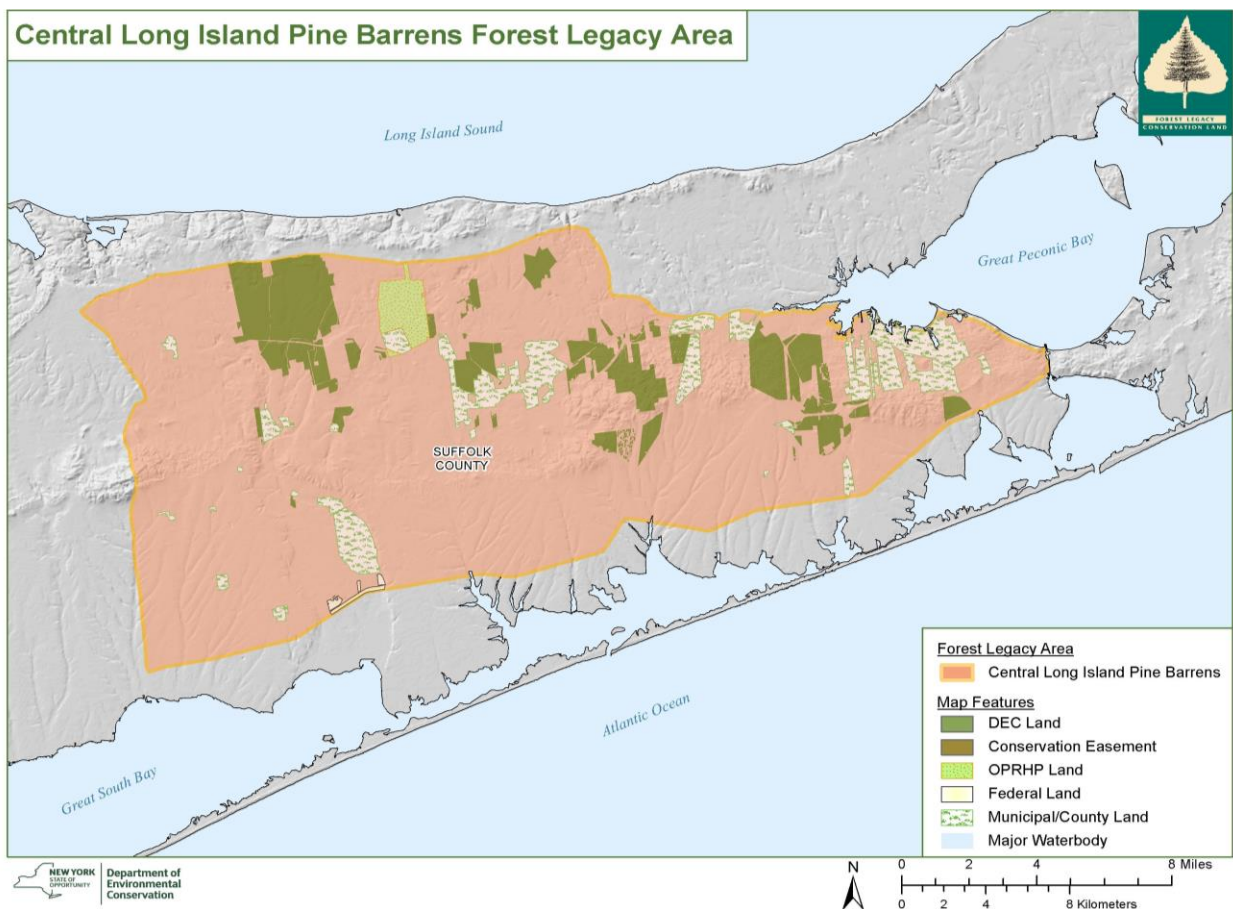 Central Long Island Pine Barrens Forest Legacy Area
FOREST LEGACY
CONSERVATION LAND
Long Island Sound
Great Peconic Bay
SUFFOLK
COUNTY
Atlantic Ocean
Great South Bay
Forest Legacy Area
Central Long Island Pine Barrens
Map Features
DEC Land
Conservation Easement
OPRHP Land
Federal Land
Municipal/County Land
Major Waterbody
NEW YORK
STATE OF
OPPORTUNITY
Department of
Environmental
Conservation
N
0 2 4 8 Miles
0 2 4 8 Kilometers